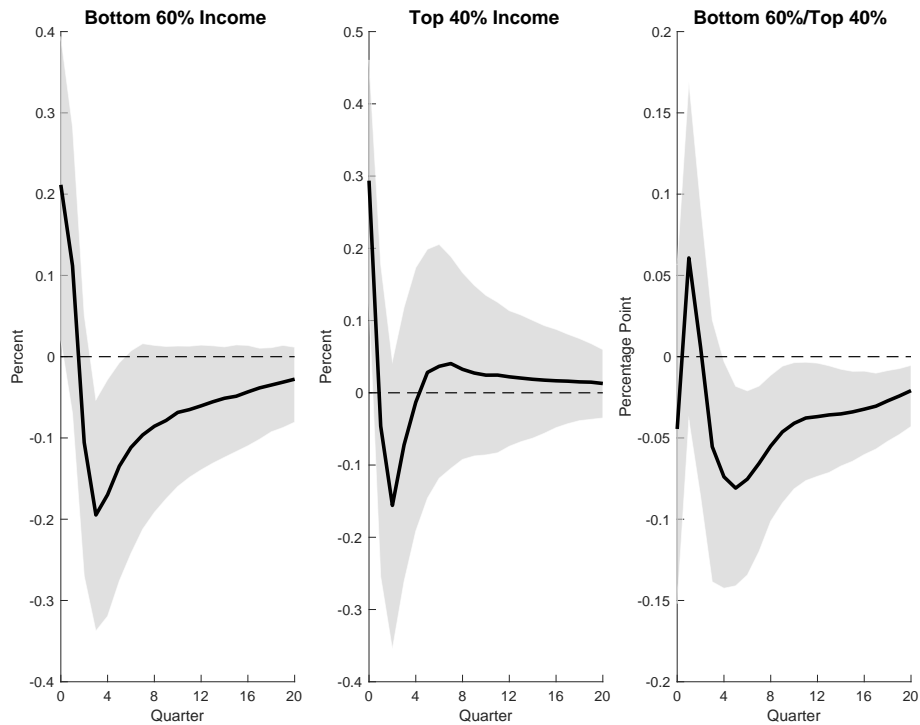 Bottom 60% Income
Top 40% Income
Bottom 60%/Top 40%
0.4
0.3
0.2
0.1
0
-0.1
-0.2
-0.3
-0.4
Percent
0 4 8 12 16 20
Quarter
0.5
0.4
0.3
0.2
0.1
0
-0.1
-0.2
-0.3
-0.4
Percent
0 4 8 12 16 20
Quarter
0.2
0.15
0.1
0.05
0
-0.05
-0.1
-0.15
-0.2
Percentage Point
0 4 8 12 16 20
Quarter